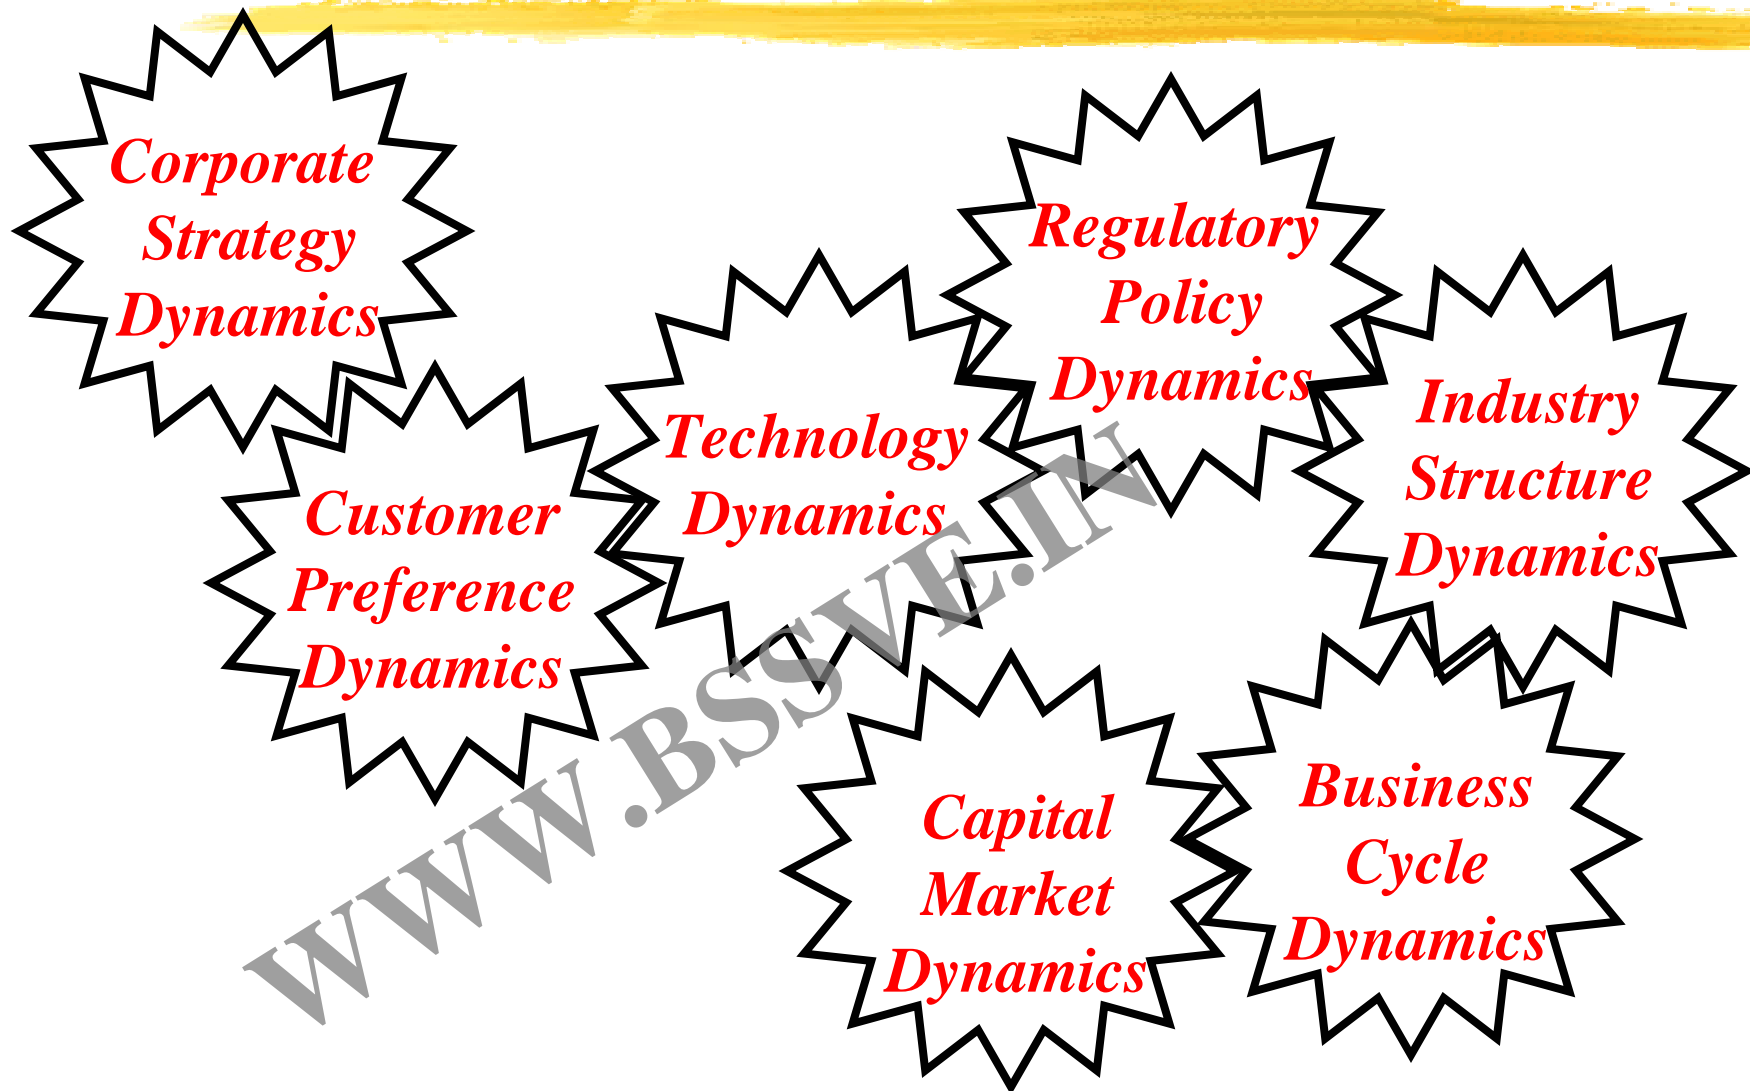 Corporate
Strategy
Dynamics
Regulatory
Policy
Dynamics
Technology
Dynamics
Industry
Structure
Dynamics
Customer
Preference
Dynamics
Capital
Market
Dynamics
Business
Cycle
Dynamics
WWW.BSSVE.IN